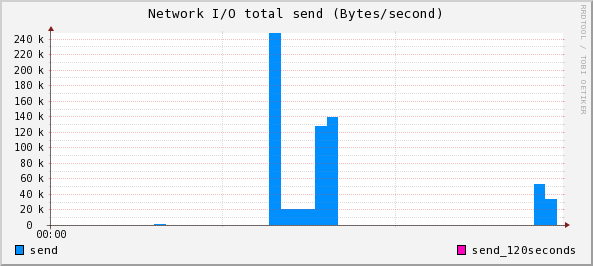 Network I/O total send (Bytes/second)
240 k
220 k
200 k
180 k
160 k
140 k
120 k
100 k
80 k
60 k
40 k
20 k
0
00:00
send
send_120seconds
RRDTOOL / TOBI OETIKER